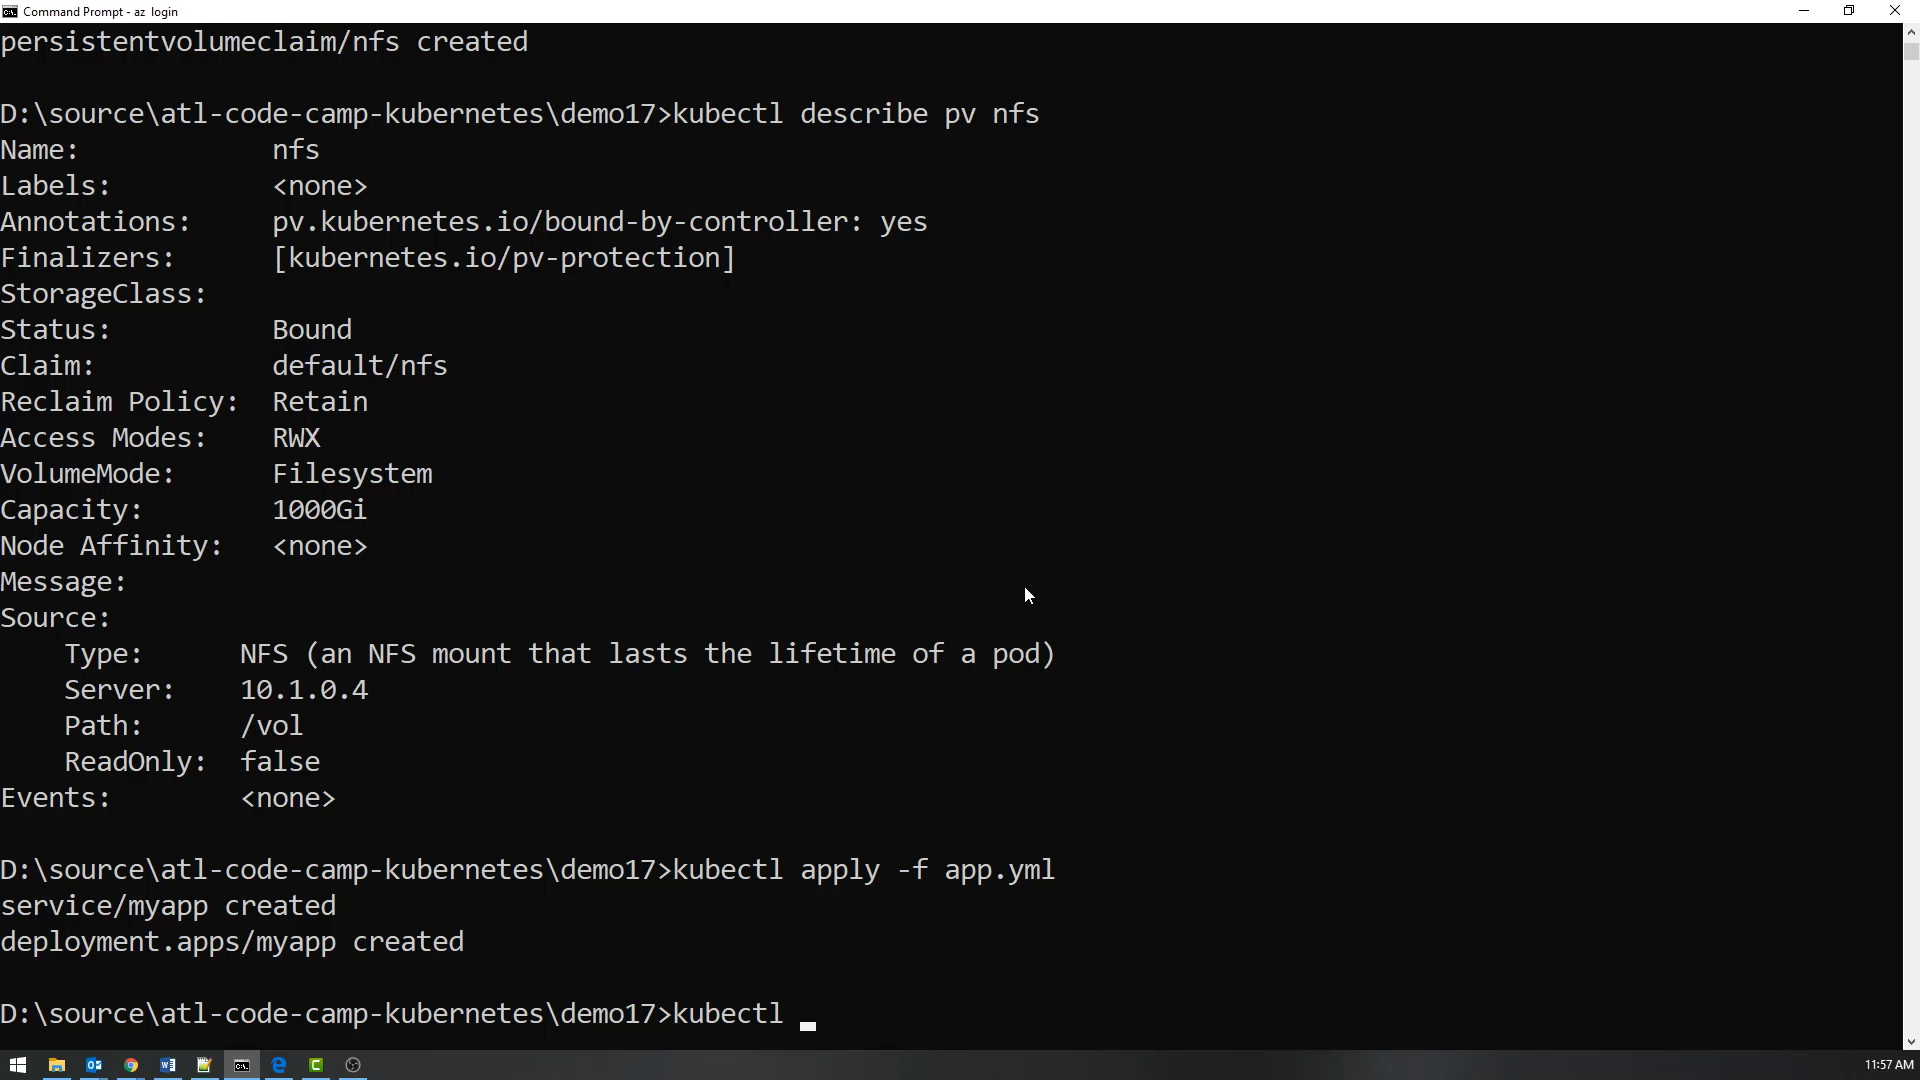 Command Prompt - az  login
persistentvolumeclaim/nfs created
D:\source\atl-code-camp-kubernetes\demo17>kubectl describe pv nfs
Name:            nfs
Labels:          <none>
Annotations:     pv.kubernetes.io/bound-by-controller: yes
Finalizers:      [kubernetes.io/pv-protection]
StorageClass:
Status:          Bound
Claim:           default/nfs
Reclaim Policy:  Retain
Access Modes:    RWX
VolumeMode:      Filesystem
Capacity:        1000Gi
Node Affinity:   <none>
Message:
Source:
    Type:      NFS (an NFS mount that lasts the lifetime of a pod)
    Server:    10.1.0.4
    Path:      /vol
    ReadOnly:  false
Events:        <none>
D:\source\atl-code-camp-kubernetes\demo17>kubectl apply -f app.yml
service/myapp created
deployment.apps/myapp created
D:\source\atl-code-camp-kubernetes\demo17>kubectl
11:57 AM